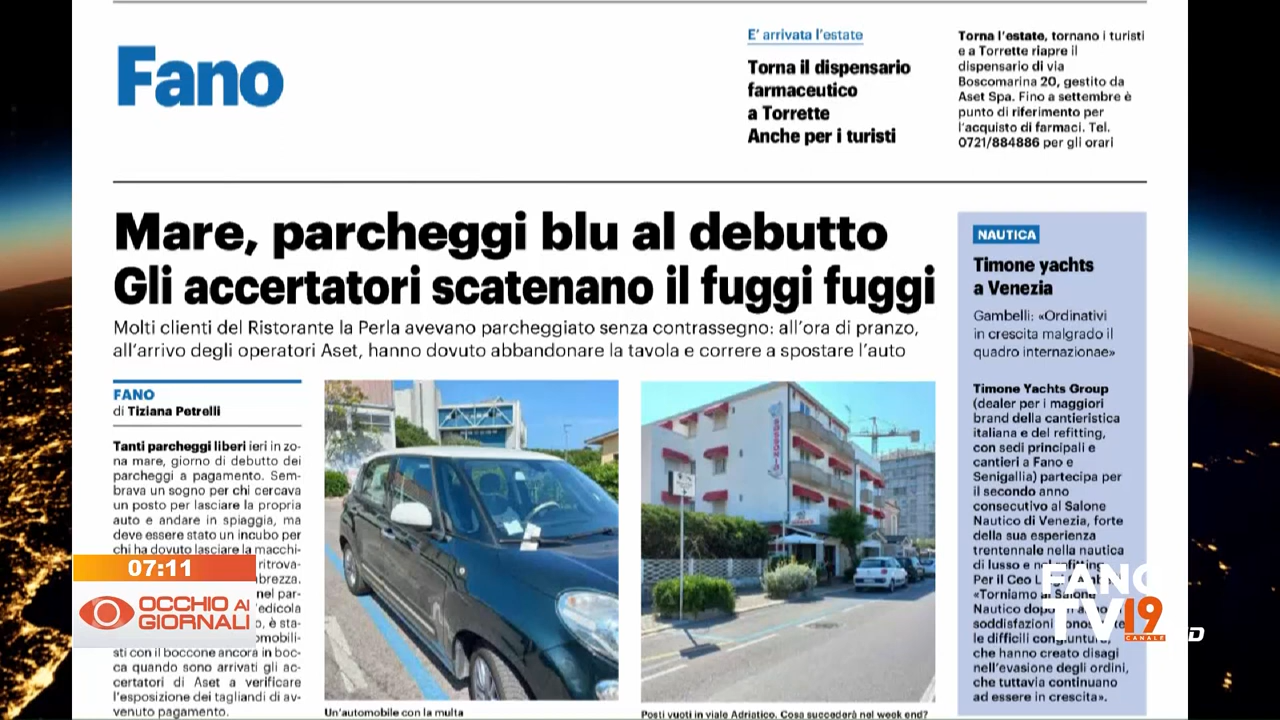 Fano
E' arrivata l'estate
Torna il dispensario
farmaceutico
a Torrette
Anche per i turisti
Torna l'estate, tornano i turisti
e a Torrette riapre il
dispensario di via
Boscomarina 20, gestito da
Aset Spa. Fino a settembre è
punto di riferimento per
l'acquisto di farmaci. Tel.
0721/884886 per gli orari
Mare, parcheggi blu al debutto
Gli accertatori scatenano il fuggi fuggi
Molti clienti del Ristorante la Perla avevano parcheggiato senza contrassegno: all'ora di pranzo,
all'arrivo degli operatori Aset, hanno dovuto abbandonare la tavola e correre a spostare l'auto
FANO
di Tiziana Petrelli
Tanti parcheggi liberi ieri in zo-
na mare, giorno di debutto dei
parcheggi a pagamento. Sem-
brava un sogno per chi cercava
un posto per lasciare la propria
auto e andare in spiaggia, ma
deve essere stato un incubo per
chi ha dovuto lasciare la macchi-
ritrova-
brezza.
nel par-
'edicola
o, è sta-
omobili-
sti con il boccone ancora in boc-
ca quando sono arrivati gli ac-
certatori di Aset a verificare
l'esposizione dei tagliandi di av-
venuto pagamento.
Un'automobile con la multa
SASSONIA
Posti vuoti in viale Adriatico. Cosa succederà nel week end?
NAUTICA
Timone yachts
a Venezia
Gambelli: «Ordinativi
in crescita malgrado il
quadro internazionae»
Timone Yachts Group
(dealer per i maggiori
brand della cantieristica
italiana e del refitting,
con sedi principali e
cantieri a Fano e
Senigallia) partecipa per
il secondo anno
consecutivo al Salone
Nautico di Venezia, forte
della sua esperienza
trentennale nella nautica
di lusso e
Per il Ceo
«Torniamo al Salone
Nautico
soddisfazioni
le difficili
che hanno creato disagi
nell'evasione degli ordini,
che tuttavia continuano
ad essere in crescita».
07:11
OCCHIO AI
GIORNALI
FANO
TV 19
CANALE
HD